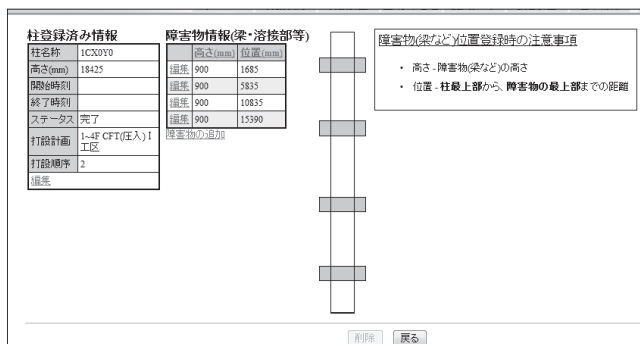 柱登録済み情報
柱名称 1CX0Y0
高さ(mm) 18425
開始時刻
終了時刻
ステータス 完了
打設計画 1~4F CFT(圧入) I
工区
打設順序 2
編集
障害物情報(梁・溶接部等)
高さ(mm) 位置(mm)
編集 900 1685
編集 900 5835
編集 900 10835
編集 900 15390
障害物の追加
障害物(梁など)位置登録時の注意事項
・ 高さ - 障害物(梁など)の高さ
・ 位置 - 柱最上部から、障害物の最上部までの距離
削除 戻る